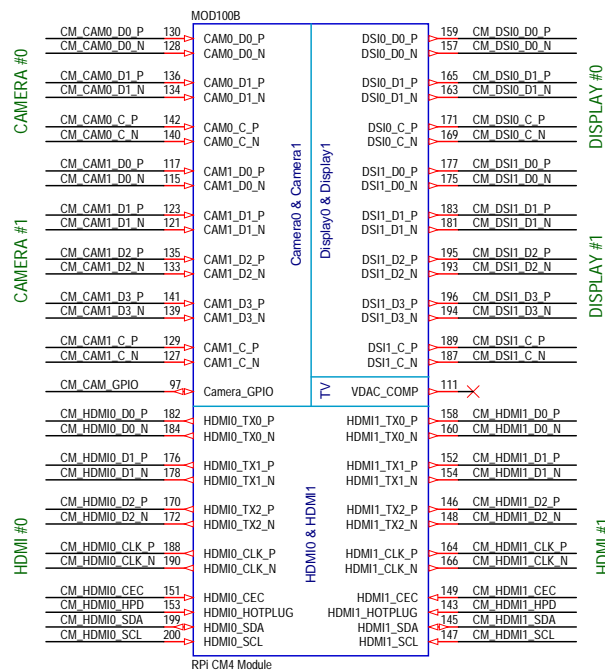 MOD100B
CAMERA #0
CM_CAM0_D0_P 130 CAM0_D0_P DSI0_D0_P 159 CM_DSI0_D0_P
CM_CAM0_D0_N 128 CAM0_D0_N DSI0_D0_N 157 CM_DSI0_D0_N
CM_CAM0_D1_P 136 CAM0_D1_P DSI0_D1_P 165 CM_DSI0_D1_P
CM_CAM0_D1_N 134 CAM0_D1_N DSI0_D1_N 163 CM_DSI0_D1_N
CM_CAM0_C_P 142 CAM0_C_P DSI0_C_P 171 CM_DSI0_C_P
CM_CAM0_C_N 140 CAM0_C_N DSI0_C_N 169 CM_DSI0_C_N
DISPLAY #0
CAMERA #1
Camera0 & Camera1
Display0 & Display1
CM_CAM1_D0_P 117 CAM1_D0_P DSI1_D0_P 177 CM_DSI1_D0_P
CM_CAM1_D0_N 115 CAM1_D0_N DSI1_D0_N 175 CM_DSI1_D0_N
CM_CAM1_D1_P 123 CAM1_D1_P DSI1_D1_P 183 CM_DSI1_D1_P
CM_CAM1_D1_N 121 CAM1_D1_N DSI1_D1_N 181 CM_DSI1_D1_N
CM_CAM1_D2_P 135 CAM1_D2_P DSI1_D2_P 195 CM_DSI1_D2_P
CM_CAM1_D2_N 133 CAM1_D2_N DSI1_D2_N 193 CM_DSI1_D2_N
CM_CAM1_D3_P 141 CAM1_D3_P DSI1_D3_P 196 CM_DSI1_D3_P
CM_CAM1_D3_N 139 CAM1_D3_N DSI1_D3_N 194 CM_DSI1_D3_N
CM_CAM1_C_P 129 CAM1_C_P DSI1_C_P 189 CM_DSI1_C_P
CM_CAM1_C_N 127 CAM1_C_N DSI1_C_N 187 CM_DSI1_C_N
DISPLAY #1
CM_CAM_GPIO 97 Camera_GPIO TV VDAC_COMP 111
HDMI #0
HDMI0 & HDMI1
CM_HDMI0_D0_P 182 HDMI0_TX0_P HDMI1_TX0_P 158 CM_HDMI1_D0_P
CM_HDMI0_D0_N 184 HDMI0_TX0_N HDMI1_TX0_N 160 CM_HDMI1_D0_N
CM_HDMI0_D1_P 176 HDMI0_TX1_P HDMI1_TX1_P 152 CM_HDMI1_D1_P
CM_HDMI0_D1_N 178 HDMI0_TX1_N HDMI1_TX1_N 154 CM_HDMI1_D1_N
CM_HDMI0_D2_P 170 HDMI0_TX2_P HDMI1_TX2_P 146 CM_HDMI1_D2_P
CM_HDMI0_D2_N 172 HDMI0_TX2_N HDMI1_TX2_N 148 CM_HDMI1_D2_N
CM_HDMI0_CLK_P 188 HDMI0_CLK_P HDMI1_CLK_P 164 CM_HDMI1_CLK_P
CM_HDMI0_CLK_N 190 HDMI0_CLK_N HDMI1_CLK_N 166 CM_HDMI1_CLK_N
CM_HDMI0_CEC 151 HDMI0_CEC HDMI1_CEC 149 CM_HDMI1_CEC
CM_HDMI0_HPD 153 HDMI0_HOTPLUG HDMI1_HOTPLUG 143 CM_HDMI1_HPD
CM_HDMI0_SDA 199 HDMI0_SDA HDMI1_SDA 145 CM_HDMI1_SDA
CM_HDMI0_SCL 200 HDMI0_SCL HDMI1_SCL 147 CM_HDMI1_SCL
HDMI #1
RPi CM4 Module